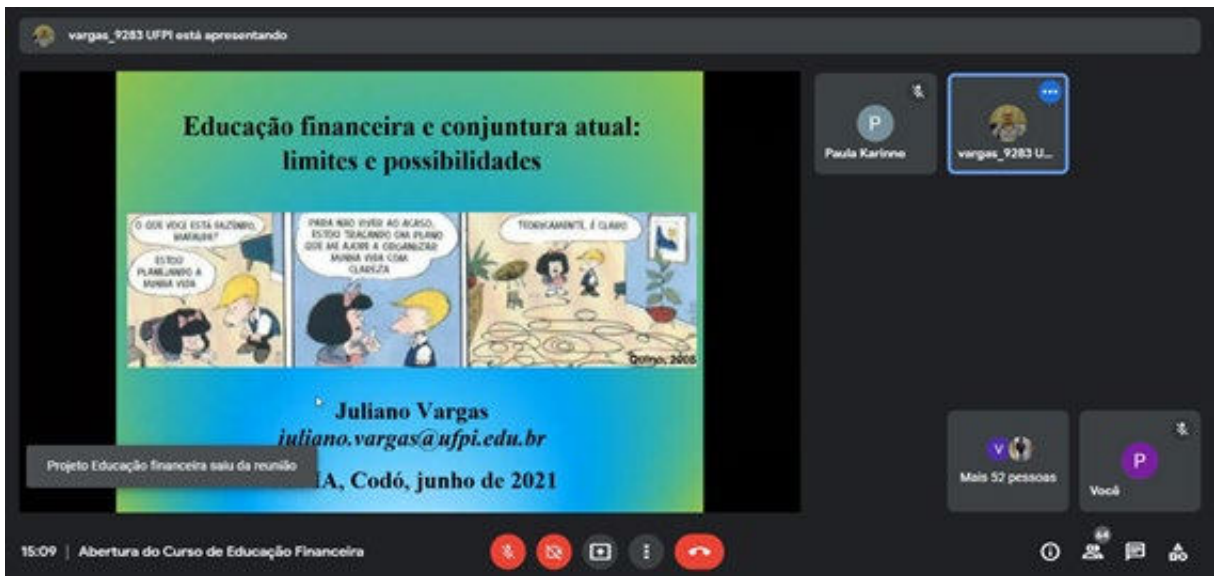 vargas_9283 UFPI está apresentando
Educação financeira e conjuntura atual:
limites e possibilidades
O QUE VOCÊ ESTÁ FAZENDO,
MAFALDA?
ESTOU
PLANEJANDO A
MINHA VIDA
PARA NÃO VIVER AO ACASO,
ESTOU TRAÇANDO UM PLANO
QUE ME AJUDE A ORGANIZAR
MINHA VIDA COM
CLAREZA
TEORICAMENTE, É CLARO
Quino, 2008
Juliano Vargas
juliano.vargas@ufpi.edu.br
IA, Codó, junho de 2021
Projeto Educação financeira saiu da reunião
P
Paula Karinne
vargas_9283 U...
V
Mais 52 pessoas
P
Você
15:09 | Abertura do Curso de Educação Financeira
64